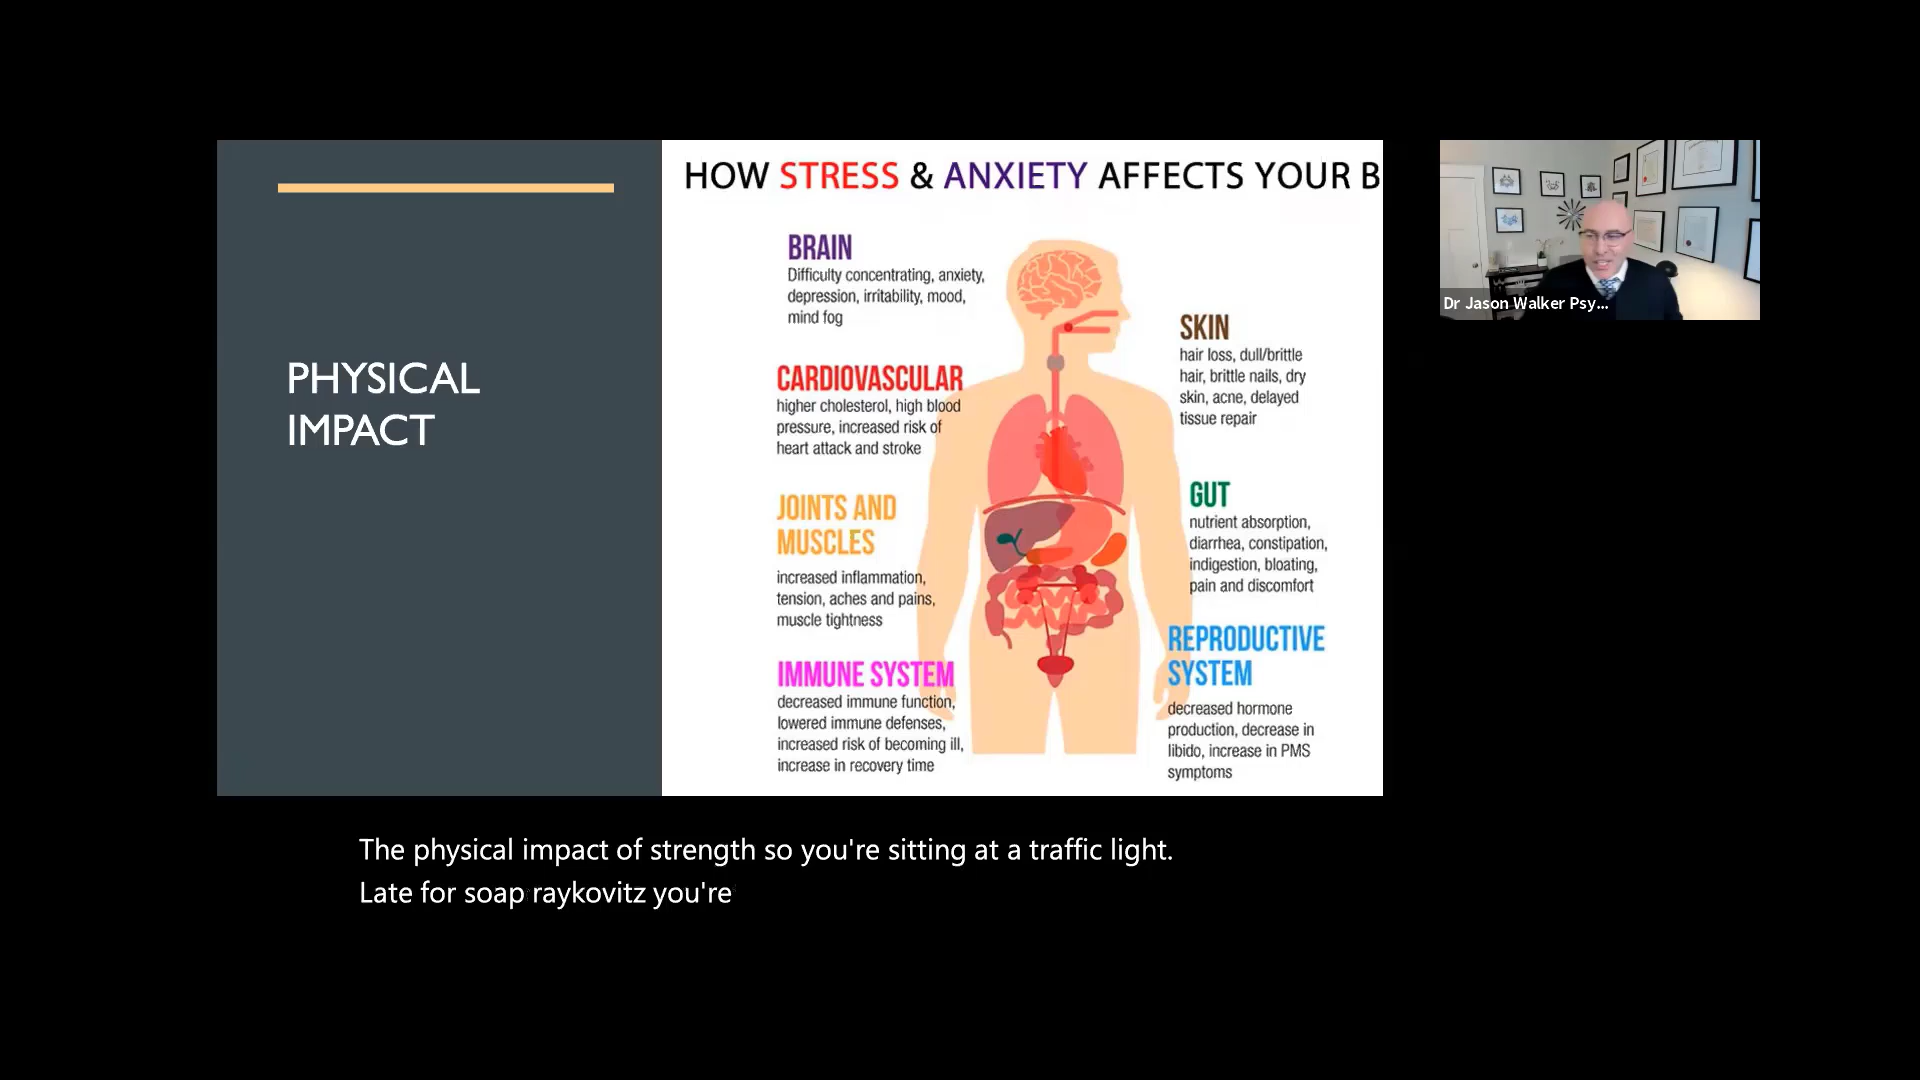 PHYSICAL
IMPACT
HOW STRESS & ANXIETY AFFECTS YOUR B
BRAIN
Difficulty concentrating, anxiety,
depression, irritability, mood,
mind fog
CARDIOVASCULAR
higher cholesterol, high blood
pressure, increased risk of
heart attack and stroke
JOINTS AND
MUSCLES
increased inflammation,
tension, aches and pains,
muscle tightness
IMMUNE SYSTEM
decreased immune function,
lowered immune defenses,
increased risk of becoming ill,
increase in recovery time
SKIN
hair loss, dull/brittle
hair, brittle nails, dry
skin, acne, delayed
tissue repair
GUT
nutrient absorption,
diarrhea, constipation,
indigestion, bloating,
pain and discomfort
REPRODUCTIVE
SYSTEM
decreased hormone
production, decrease in
libido, increase in PMS
symptoms
Dr Jason Walker Psy...
The physical impact of strength so you're sitting at a traffic light.
Late for soap raykovitz you're